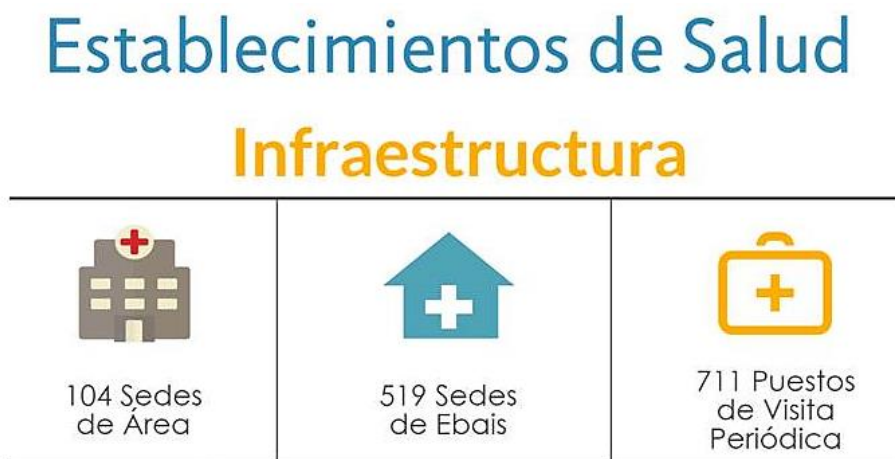 Establecimientos de Salud
Infraestructura
104 Sedes
de Área
519 Sedes
de Ebais
711 Puestos
de Visita
Periódica